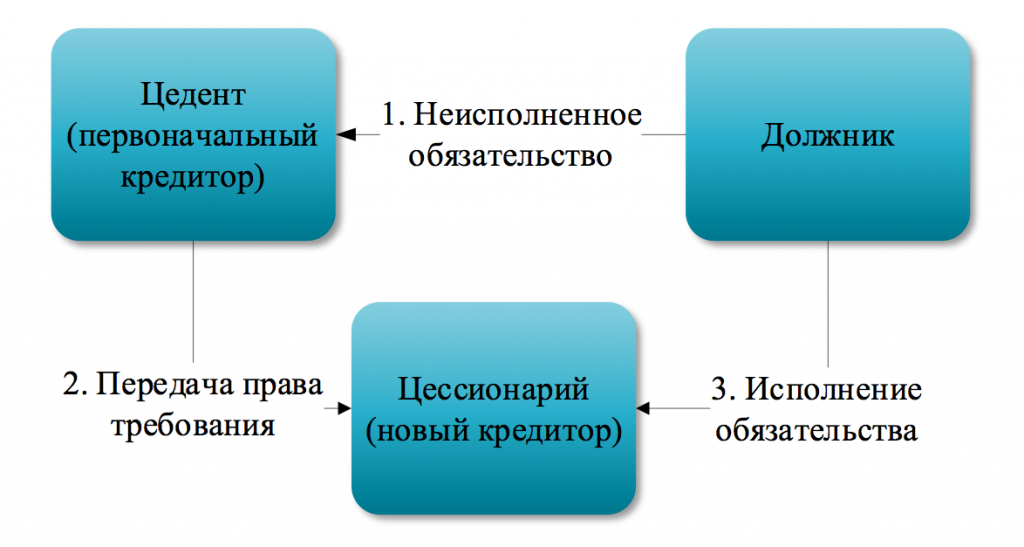 Цедент
(первоначальный
кредитор)
1. Неисполненное
обязательство
Должник
2. Передача права
требования
Цессионарий
(новый кредитор)
3. Исполнение
обязательства